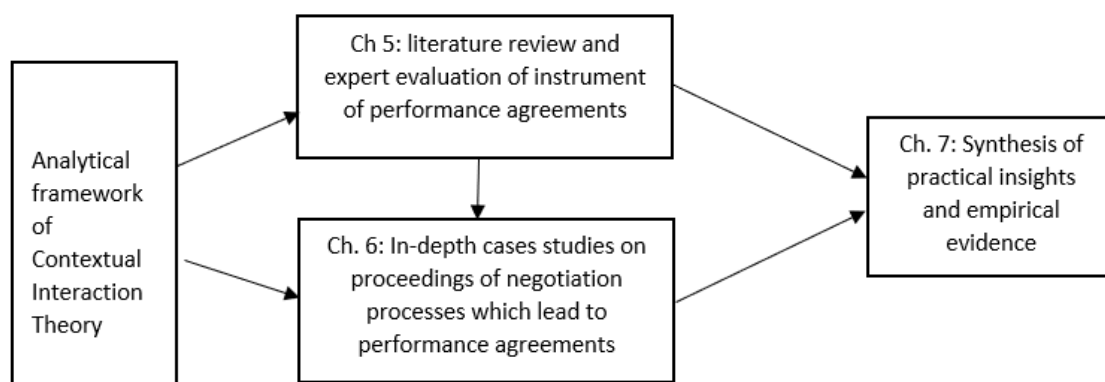 Analytical
framework
of
Contextual
Interaction
Theory
Ch 5: literature review and
expert evaluation of instrument
of performance agreements
Ch. 6: In-depth cases studies on
proceedings of negotiation
processes which lead to
performance agreements
Ch. 7: Synthesis of
practical insights
and empirical
evidence